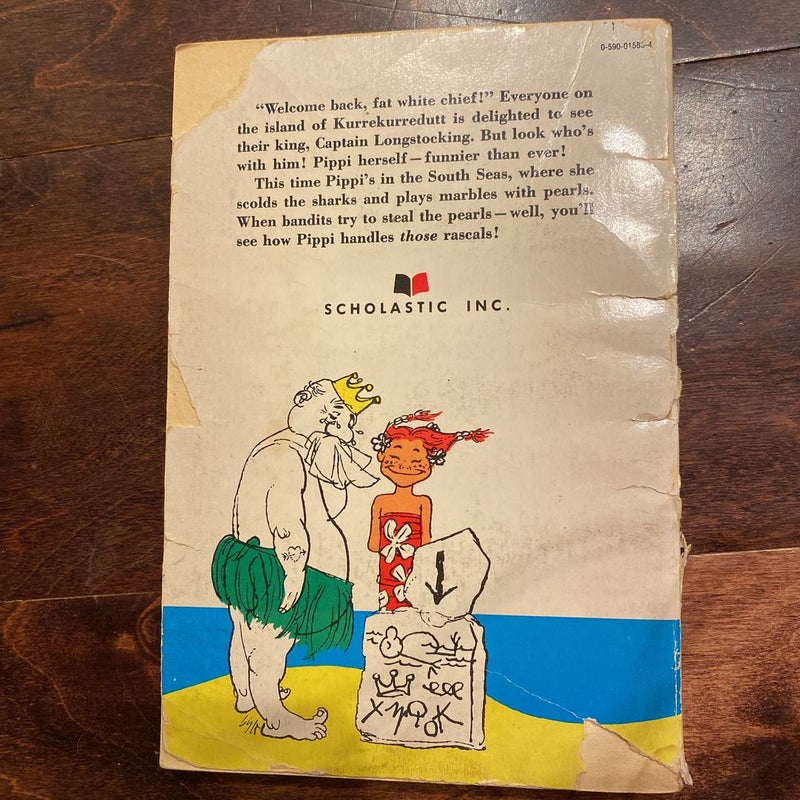 0-590-01583-4
“Welcome back, fat white chief!” Everyone on
the island of Kurrekurredutt is delighted to see
their king, Captain Longstocking. But look who’s
with him! Pippi herself—funnier than ever!
This time Pippi’s in the South Seas, where she
scolds the sharks and plays marbles with pearls.
When bandits try to steal the pearls—well, you’ll
see how Pippi handles those rascals!
SCHOLASTIC INC.